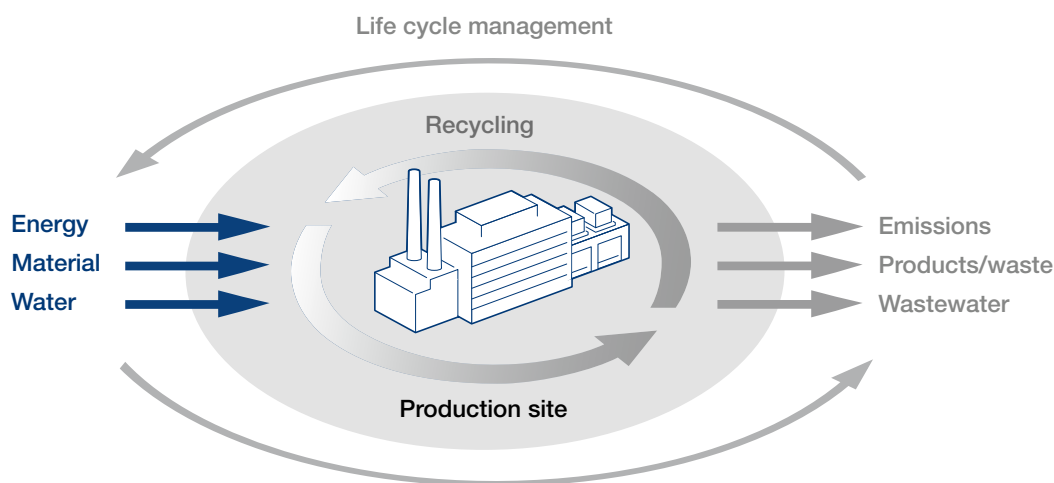 Life cycle management
Recycling
Energy
Material
Water
Emissions
Products/waste
Wastewater
Production site